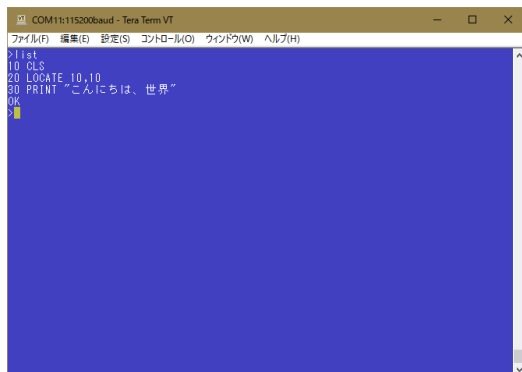 COM11:115200baud - Tera Term VT
ファイル(F) 編集(E) 設定(S) コントロール(O) ウィンドウ(W) ヘルプ(H)
>list
10 CLS
20 LOCATE 10,10
30 PRINT "こんにちは、世界"
OK
>